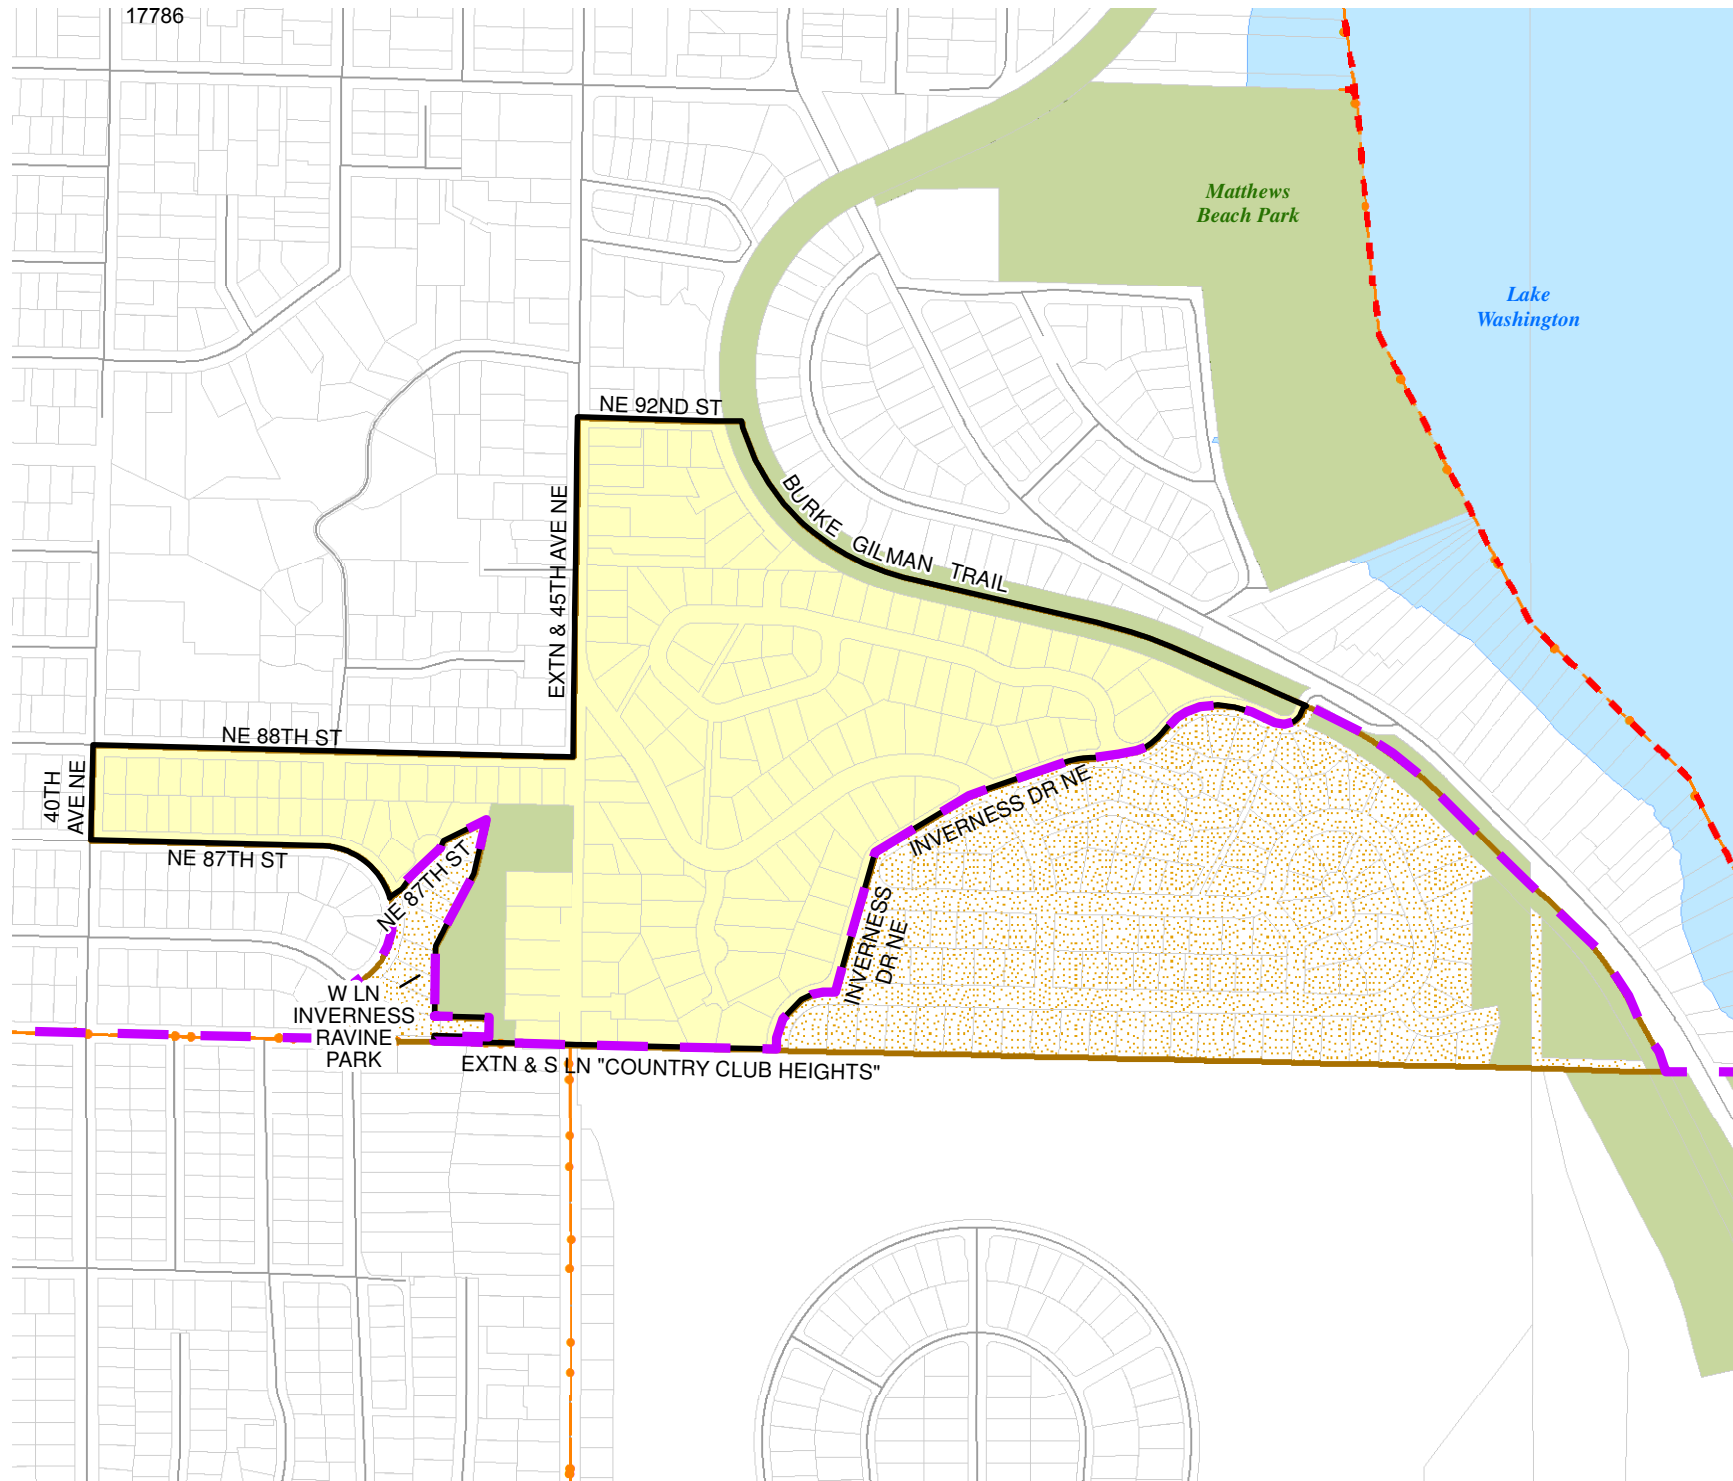 17786
Matthews
Beach Park
Lake
Washington
NE 92ND ST
BURKE GILMAN TRAIL
EXTN & 45TH AVE NE
NE 88TH ST
40TH
AVE NE
NE 87TH ST
NE 87TH ST
INVERNESS DR NE
INVERNESS
DR NE
W LN
INVERNESS
RAVINE
PARK
EXTN & S LN "COUNTRY CLUB HEIGHTS"